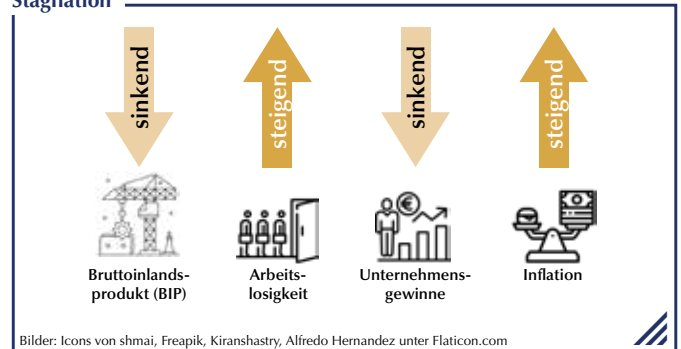 Stagnation
sinkend
steigend
sinkend
steigend
Bruttoinlands-
produkt (BIP)
Arbeits-
losigkeit
Unternehmens-
gewinne
Inflation
Bilder: Icons von shmai, Freapik, Kiranshastry, Alfredo Hernandez unter Flaticon.com